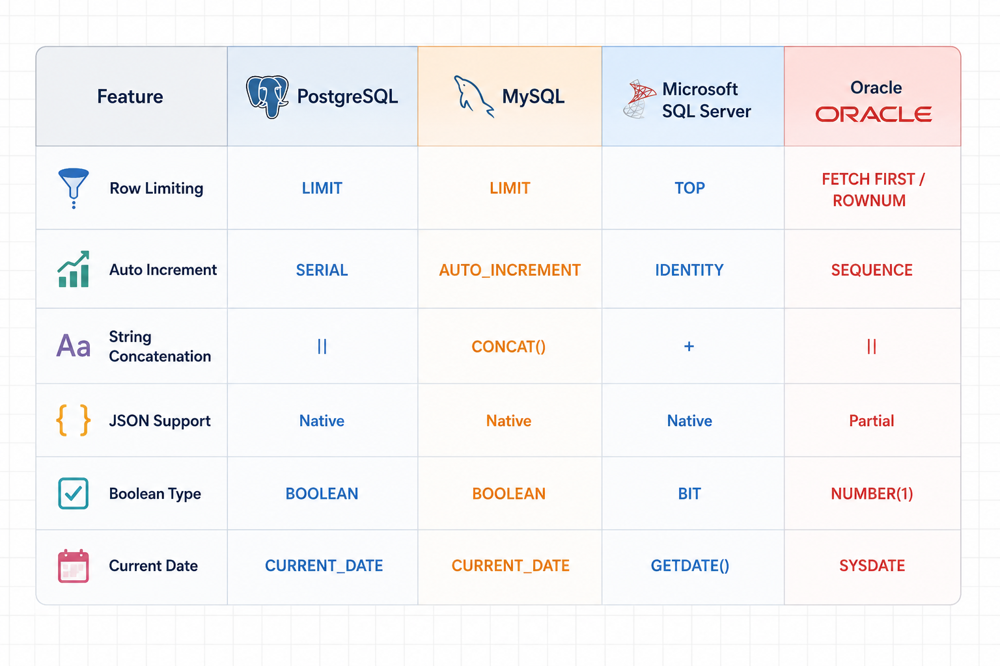 Feature
PostgreSQL
MySQL
Microsoft
SQL Server
Oracle
ORACLE
Row Limiting
LIMIT
LIMIT
TOP
FETCH FIRST /
ROWNUM
Auto Increment
SERIAL
AUTO_INCREMENT
IDENTITY
SEQUENCE
Aa
String
Concatenation
||
CONCAT()
+
||
{ }
JSON Support
Native
Native
Native
Partial
Boolean Type
BOOLEAN
BOOLEAN
BIT
NUMBER(1)
Current Date
CURRENT_DATE
CURRENT_DATE
GETDATE()
SYSDATE